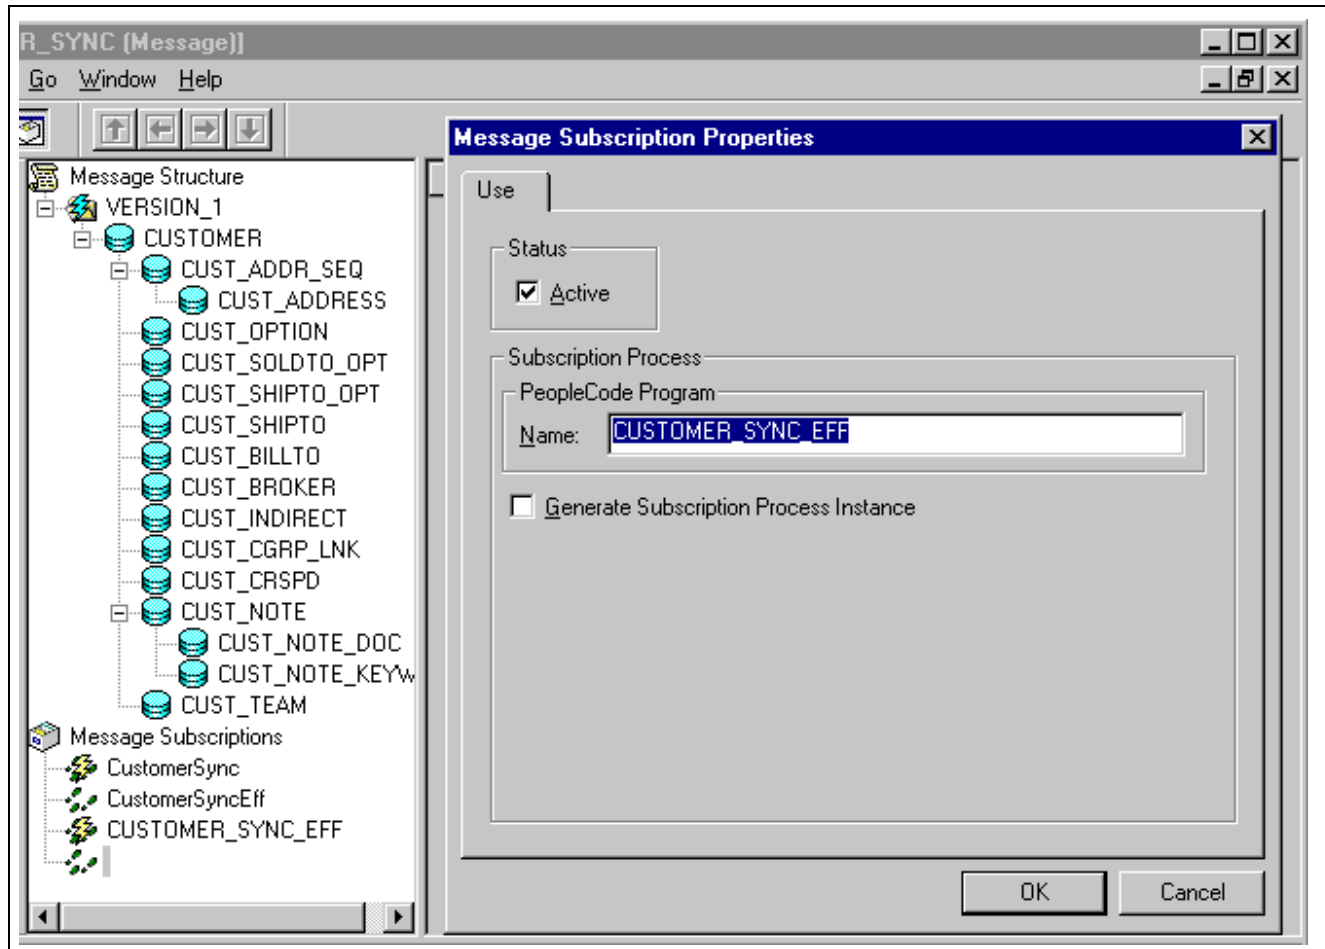 R_SYNC (Message)]
Go Window Help
Message Structure
VERSION_1
CUSTOMER
CUST_ADDR_SEQ
CUST_ADDRESS
CUST_OPTION
CUST_SOLDTO_OPT
CUST_SHIPTO_OPT
CUST_SHIPTO
CUST_BILLTO
CUST_BROKER
CUST_INDIRECT
CUST_CGRP_LNK
CUST_CRSPD
CUST_NOTE
CUST_NOTE_DOC
CUST_NOTE_KEYW
CUST_TEAM
Message Subscriptions
CustomerSync
CustomerSyncEff
CUSTOMER_SYNC_EFF
Message Subscription Properties
Use
Status
Active
Subscription Process
PeopleCode Program
Name: CUSTOMER_SYNC_EFF
Generate Subscription Process Instance
OK Cancel